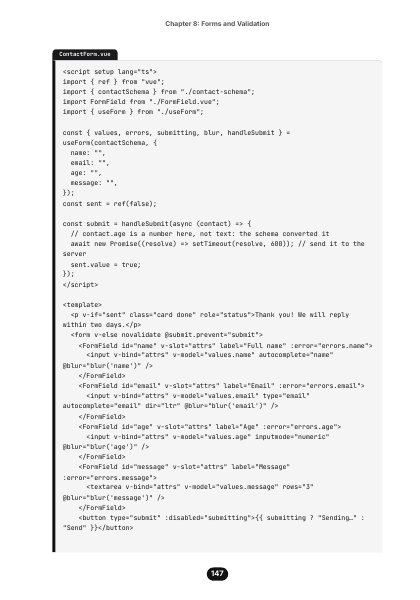 Chapter 8: Forms and Validation
ContactForm.vue
<script setup lang="ts">
import { ref } from "vue";
import { contactSchema } from "./contact-schema";
import FormField from "./FormField.vue";
import { useForm } from "./useForm";

const { values, errors, submitting, blur, handleSubmit } =
useForm(contactSchema, {
  name: "",
  email: "",
  age: "",
  message: "",
});
const sent = ref(false);

const submit = handleSubmit(async (contact) => {
  // contact.age is a number here, not text: the schema converted it
  await new Promise((resolve) => setTimeout(resolve, 600)); // send it to the
server
  sent.value = true;
});
</script>

<template>
  <p v-if="sent" class="card done" role="status">Thank you! We will reply
within two days.</p>
  <form v-else novalidate @submit.prevent="submit">
    <FormField id="name" v-slot="attrs" label="Full name" :error="errors.name">
      <input v-bind="attrs" v-model="values.name" autocomplete="name"
@blur="blur('name')" />
    </FormField>
    <FormField id="email" v-slot="attrs" label="Email" :error="errors.email">
      <input v-bind="attrs" v-model="values.email" type="email"
autocomplete="email" dir="ltr" @blur="blur('email')" />
    </FormField>
    <FormField id="age" v-slot="attrs" label="Age" :error="errors.age">
      <input v-bind="attrs" v-model="values.age" inputmode="numeric"
@blur="blur('age')" />
    </FormField>
    <FormField id="message" v-slot="attrs" label="Message"
:error="errors.message">
      <textarea v-bind="attrs" v-model="values.message" rows="3"
@blur="blur('message')" />
    </FormField>
    <button type="submit" :disabled="submitting">{{ submitting ? "Sending…" :
"Send" }}</button>
147